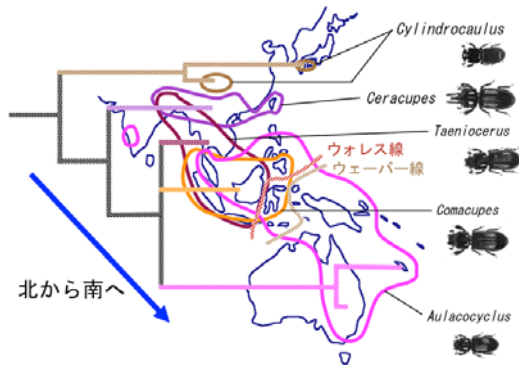 Cylindrocaulus
Ceracupes
Taeniocerus
ウォレス線
ウェーバー線
Comacupes
北から南へ
Aulacocyclus